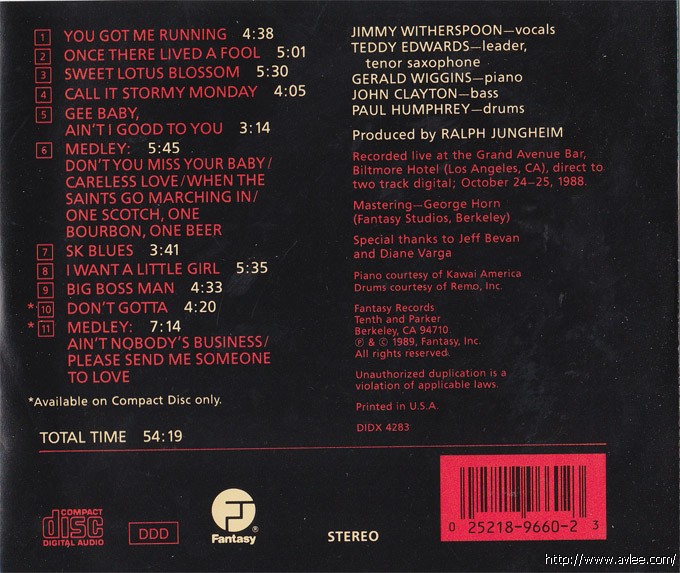 1 YOU GOT ME RUNNING 4:38
2 ONCE THERE LIVED A FOOL 5:01
3 SWEET LOTUS BLOSSOM 5:30
4 CALL IT STORMY MONDAY 4:05
5 GEE BABY,
AIN'T I GOOD TO YOU 3:14
6 MEDLEY: 5:45
DON'T YOU MISS YOUR BABY/
CARELESS LOVE/WHEN THE
SAINTS GO MARCHING IN/
ONE SCOTCH, ONE
BOURBON, ONE BEER
7 SK BLUES 3:41
8 I WANT A LITTLE GIRL 5:35
9 BIG BOSS MAN 4:33
*10 DON'T GOTTA 4:20
*11 MEDLEY: 7:14
AIN'T NOBODY'S BUSINESS/
PLEASE SEND ME SOMEONE
TO LOVE
*Available on Compact Disc only.
TOTAL TIME 54:19
JIMMY WITHERSPOON—vocals
TEDDY EDWARDS—leader,
tenor saxophone
GERALD WIGGINS—piano
JOHN CLAYTON—bass
PAUL HUMPHREY—drums
Produced by RALPH JUNGHEIM
Recorded live at the Grand Avenue Bar,
Biltmore Hotel (Los Angeles, CA), direct to
two track digital; October 24—25, 1988.
Mastering—George Horn
(Fantasy Studios, Berkeley)
Special thanks to Jeff Bevan
and Diane Varga
Piano courtesy of Kawai America
Drums courtesy of Remo, Inc.
Fantasy Records
Tenth and Parker
Berkeley, CA 94710
℗ & © 1989, Fantasy, Inc.
All rights reserved.
Unauthorized duplication is a
violation of applicable laws.
Printed in U.S.A.
DIDX 4283
COMPACT
disc
DIGITAL AUDIO
DDD
Fantasy®
STEREO
0 25218-9660-2 3
http://www.avlee.com/